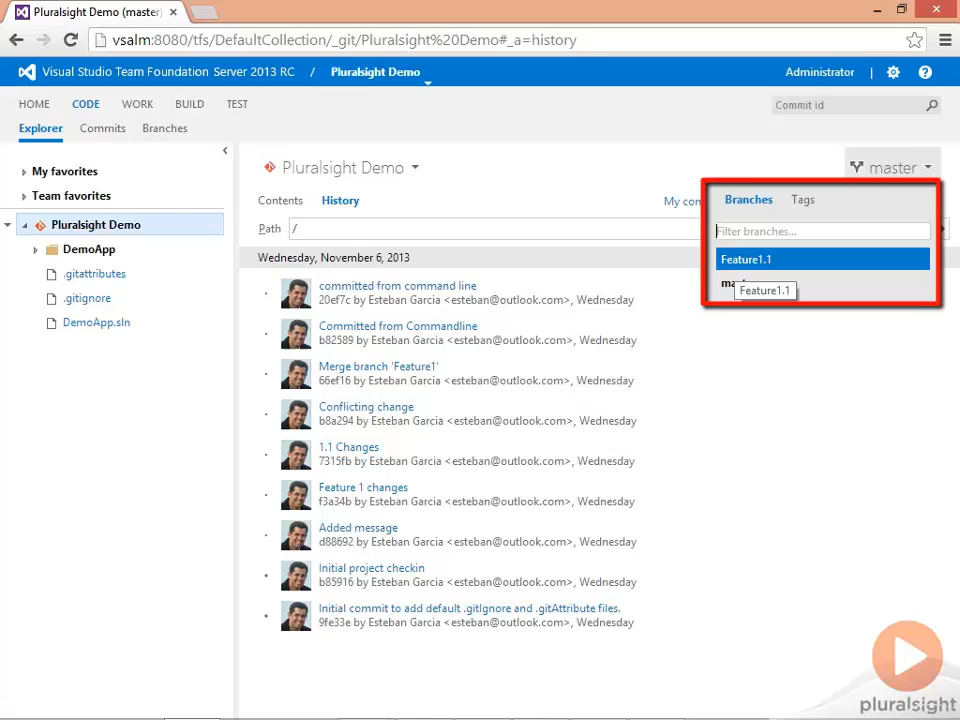 Pluralsight Demo (master)
vsalm:8080/tfs/DefaultCollection/_git/Pluralsight%20Demo#_a=history
Visual Studio Team Foundation Server 2013 RC / Pluralsight Demo
Administrator |
HOME CODE WORK BUILD TEST
Commit id
Explorer Commits Branches
My favorites
Team favorites
Pluralsight Demo
DemoApp
.gitattributes
.gitignore
DemoApp.sln
Pluralsight Demo
master
Contents History
My
Path /
Branches Tags
Filter branches...
Feature1.1
Feature1.1
Wednesday, November 6, 2013
committed from command line
20ef7c by Esteban Garcia <esteban@outlook.com>, Wednesday
Committed from Commandline
b82589 by Esteban Garcia <esteban@outlook.com>, Wednesday
Merge branch 'Feature1'
66ef16 by Esteban Garcia <esteban@outlook.com>, Wednesday
Conflicting change
b8a294 by Esteban Garcia <esteban@outlook.com>, Wednesday
1.1 Changes
7315fb by Esteban Garcia <esteban@outlook.com>, Wednesday
Feature 1 changes
f3a34b by Esteban Garcia <esteban@outlook.com>, Wednesday
Added message
d88692 by Esteban Garcia <esteban@outlook.com>, Wednesday
Initial project checkin
b85916 by Esteban Garcia <esteban@outlook.com>, Wednesday
Initial commit to add default .gitIgnore and .gitAttribute files.
9fe33e by Esteban Garcia <esteban@outlook.com>, Wednesday
pluralsight